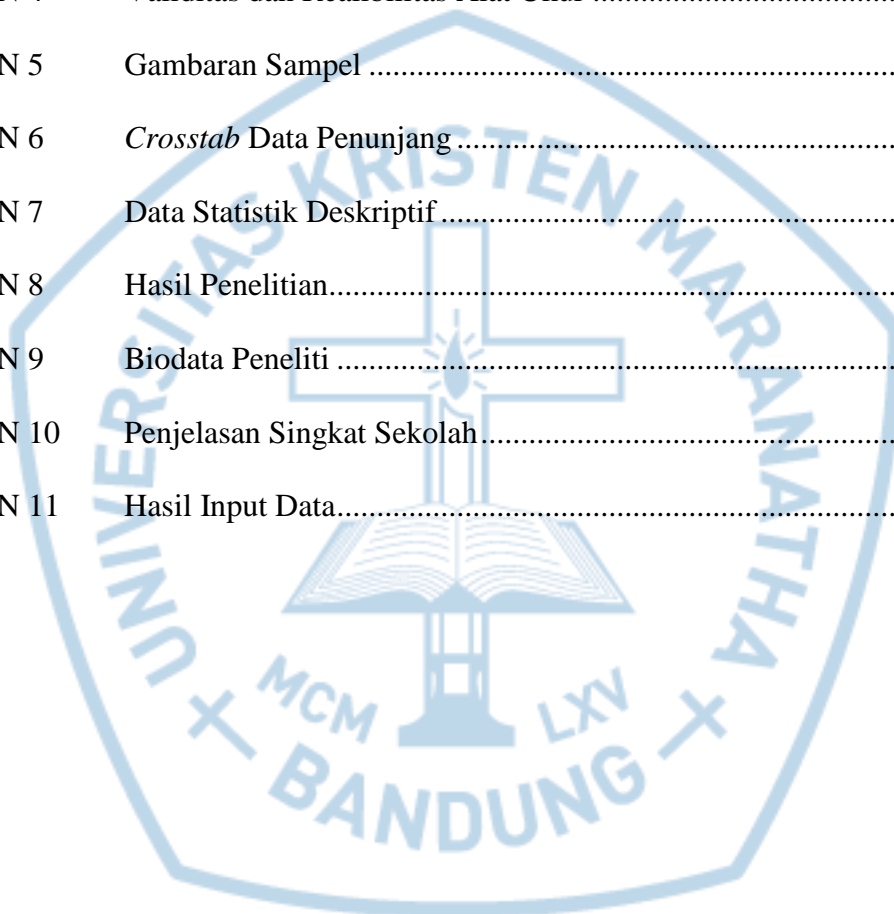 N 5 Gambaran Sampel ..................................................................
N 6 Crosstab Data Penunjang .......................................................
N 7 Data Statistik Deskriptif .........................................................
N 8 Hasil Penelitian.......................................................................
N 9 Biodata Peneliti ......................................................................
N 10 Penjelasan Singkat Sekolah....................................................
N 11 Hasil Input Data......................................................................
UNIVERSITAS KRISTEN MARANATHA
MCM LXV
BANDUNG